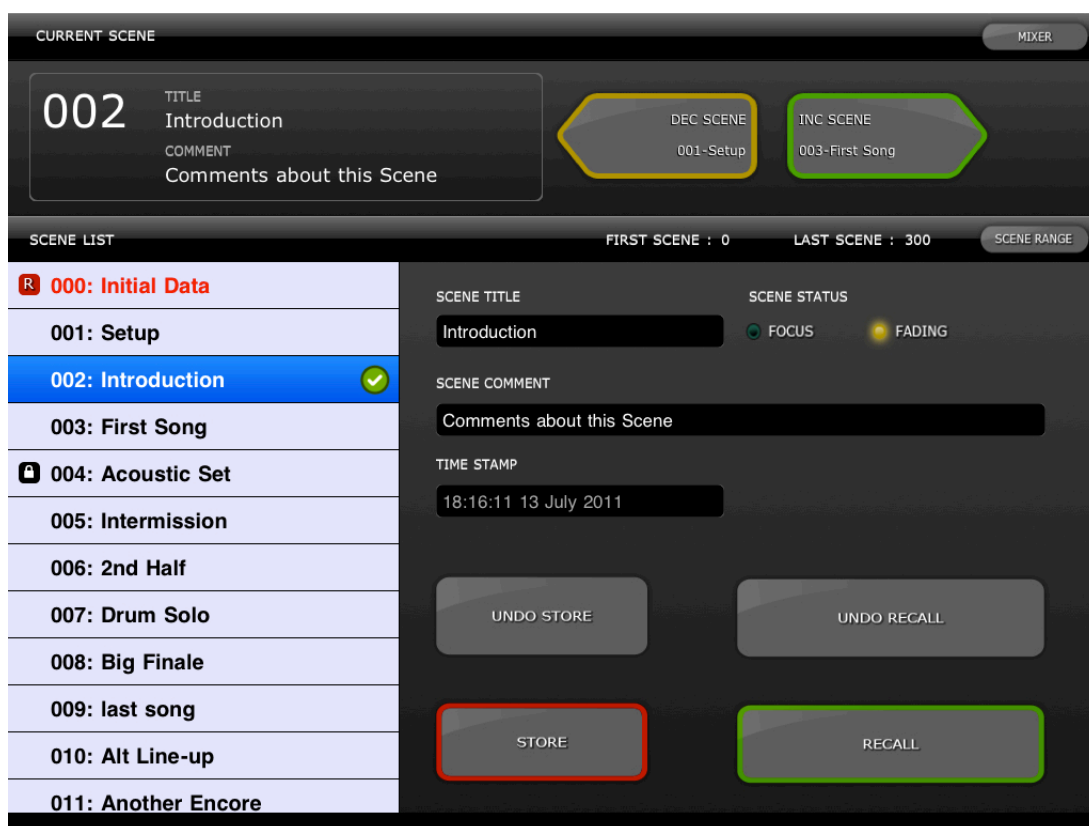 CURRENT SCENE
MIXER
002
TITLE
Introduction
COMMENT
Comments about this Scene
DEC SCENE
001-Setup
INC SCENE
003-First Song
SCENE LIST
FIRST SCENE : 0
LAST SCENE : 300
SCENE RANGE
R 000: Initial Data
001: Setup
002: Introduction
003: First Song
004: Acoustic Set
005: Intermission
006: 2nd Half
007: Drum Solo
008: Big Finale
009: last song
010: Alt Line-up
011: Another Encore
SCENE TITLE
Introduction
SCENE STATUS
FOCUS
FADING
SCENE COMMENT
Comments about this Scene
TIME STAMP
18:16:11 13 July 2011
UNDO STORE
UNDO RECALL
STORE
RECALL